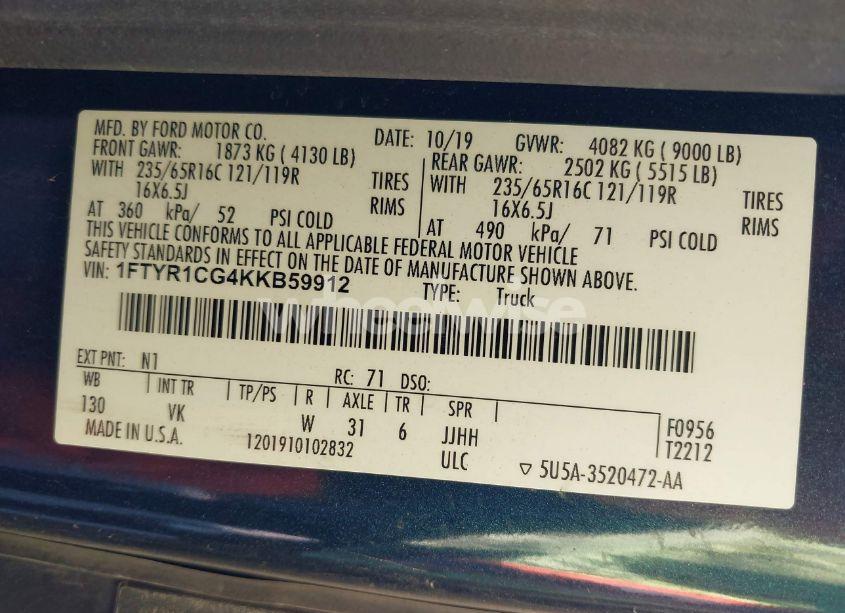 MFD. BY FORD MOTOR CO. DATE: 10/19 GVWR: 4082 KG ( 9000 LB)
FRONT GAWR: 1873 KG ( 4130 LB) REAR GAWR: 2502 KG ( 5515 LB)
WITH 235/65R16C 121/119R TIRES WITH 235/65R16C 121/119R TIRES
16X6.5J RIMS 16X6.5J RIMS
AT 360 kPa/ 52 PSI COLD AT 490 kPa/ 71 PSI COLD
THIS VEHICLE CONFORMS TO ALL APPLICABLE FEDERAL MOTOR VEHICLE
SAFETY STANDARDS IN EFFECT ON THE DATE OF MANUFACTURE SHOWN ABOVE.
VIN: 1FTYR1CG4KKB59912 TYPE: Truck
wheelwise
EXT PNT: N1 RC: 71 DSO:
WB INT TR TP/PS R AXLE TR SPR
130 VK W 31 6 JJHH F0956
MADE IN U.S.A. 1201910102832 ULC T2212
▽ 5U5A-3520472-AA